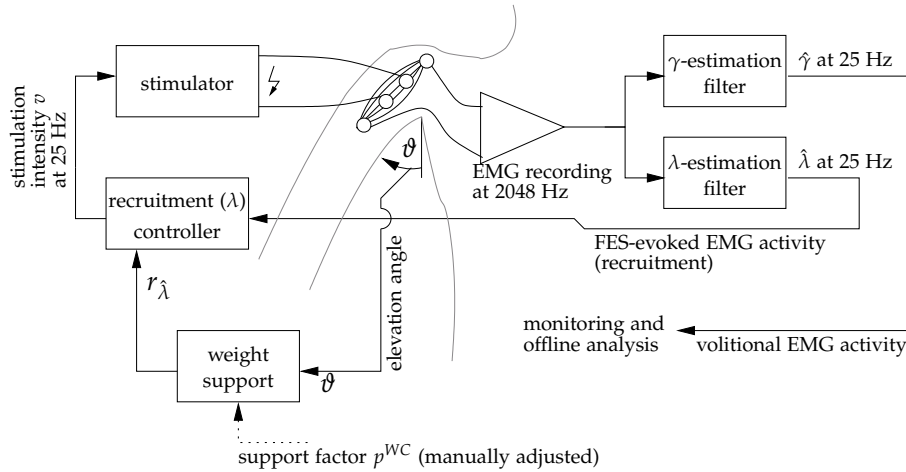 stimulator
γ-estimation
filter
γ̂ at 25 Hz
stimulation
intensity v
at 25 Hz
ϑ
EMG recording
at 2048 Hz
λ-estimation
filter
λ̂ at 25 Hz
recruitment (λ)
controller
FES-evoked EMG activity
(recruitment)
r_λ̂
elevation angle
monitoring and
offline analysis
volitional EMG activity
weight
support
ϑ
support factor p^WC (manually adjusted)